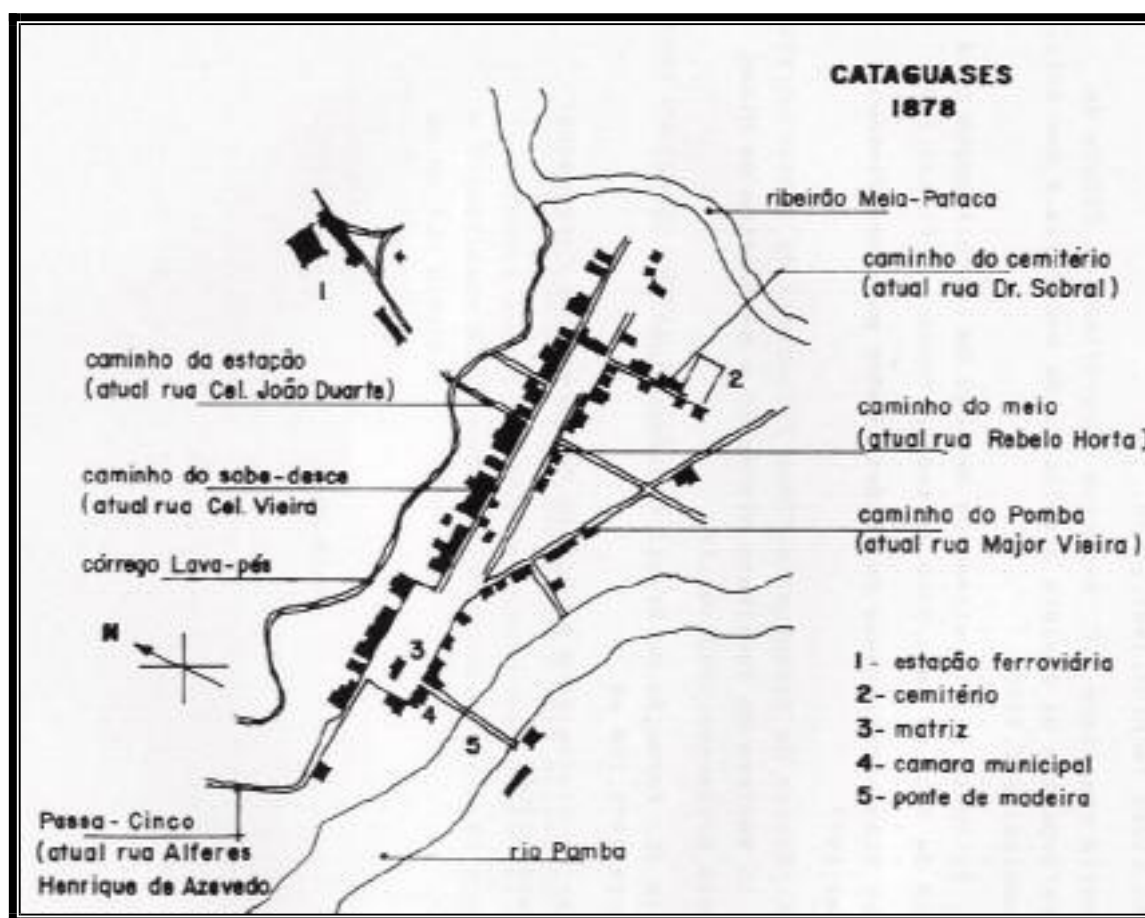 CATAGUASES
1878
ribeirão Meia-Pataca
caminho do cemitério
(atual rua Dr. Sobral)
1
2
caminho da estação
(atual rua Cel. João Duarte)
caminho do meio
(atual rua Rebelo Horta)
caminho do sobe-desce
(atual rua Cel. Vieira
caminho do Pomba
(atual rua Major Vieira)
córrego Lava-pés
N
3
4
5
1- estação ferroviária
2- cemitério
3- matriz
4- camara municipal
5- ponte de madeira
Passa-Cinco
(atual rua Alferes
Henrique de Azevedo
rio Pomba